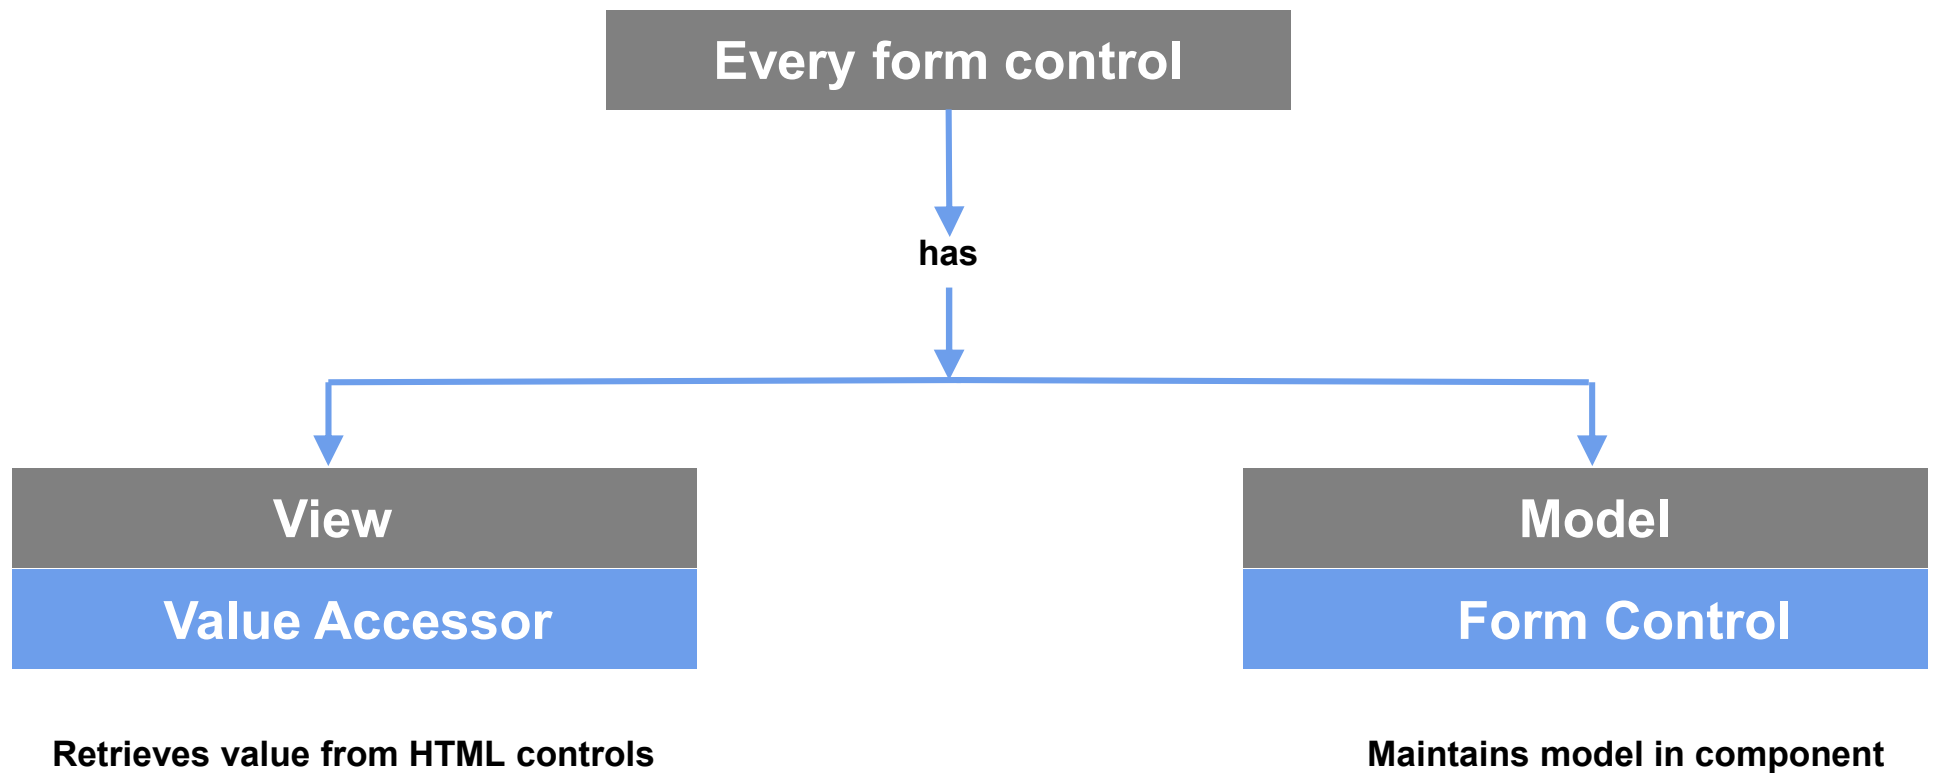 Every form control
has
View
Model
Value Accessor
Form Control
Retrieves value from HTML controls
Maintains model in component